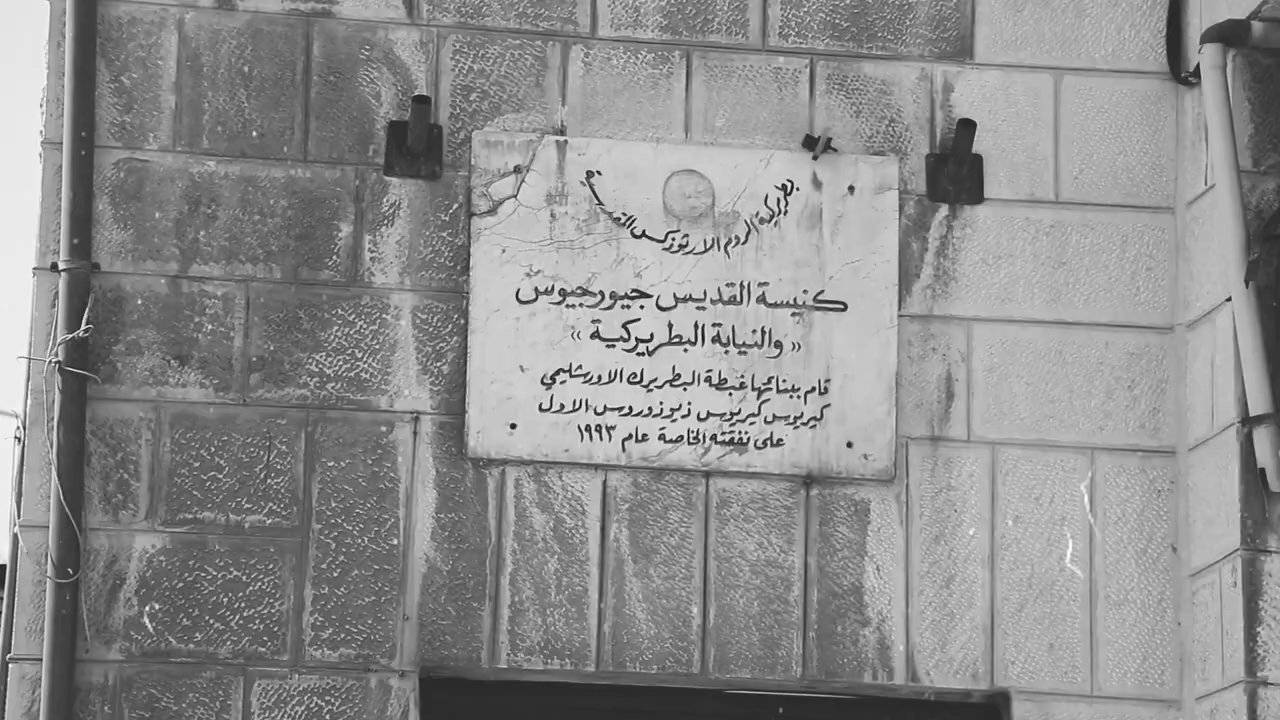 بطريركية الروم الارثوذكس المقدسية
كنيسة القديس جيورجيوس
«والنيابة البطريركية»
قام ببنائها غبطة البطريرك الاورشليمي
كيريوس كيريوس ذيوذوروس الاول
على نفقته الخاصة عام ١٩٩٣